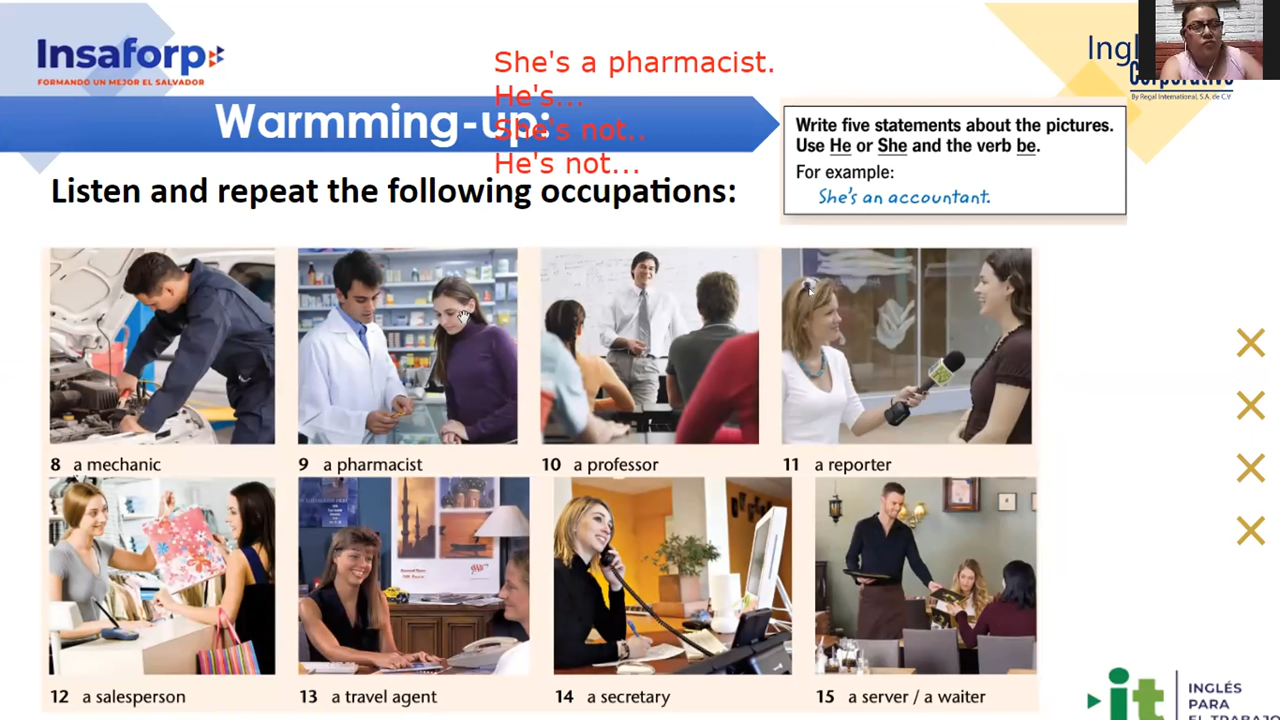 Insaforp
FORMANDO UN MEJOR EL SALVADOR
She's a pharmacist.
He's...
She's not..
He's not...
Warmming-up:
Listen and repeat the following occupations:
By Regal International, S.A. de C.V
Write five statements about the pictures.
Use He or She and the verb be.
For example:
She's an accountant.
8 a mechanic
9 a pharmacist
10 a professor
11 a reporter
12 a salesperson
13 a travel agent
14 a secretary
15 a server / a waiter
it
INGLÉS
PARA
EL TRABAJO